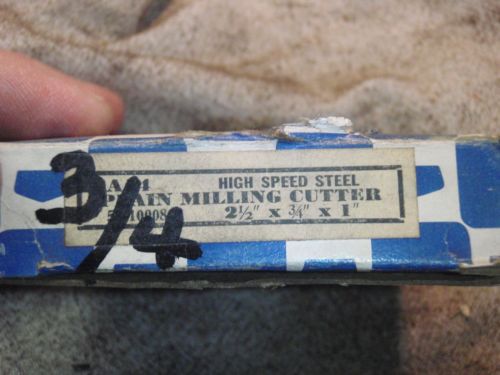 HIGH SPEED STEEL
PLAIN MILLING CUTTER
2½" x ¾" x 1"
3/4